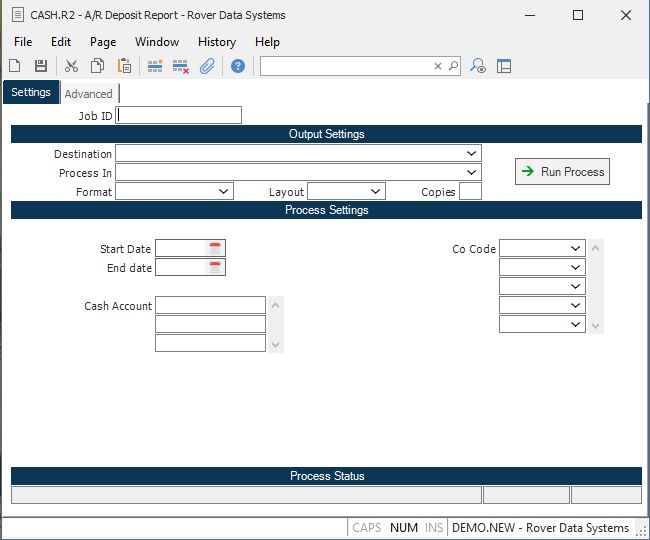 CASH.R2 - A/R Deposit Report - Rover Data Systems
File Edit Page Window History Help
Settings Advanced
Job ID
Output Settings
Destination
Process In
Run Process
Format Layout Copies
Process Settings
Start Date Co Code
End date
Cash Account
Process Status
CAPS NUM INS DEMO.NEW - Rover Data Systems